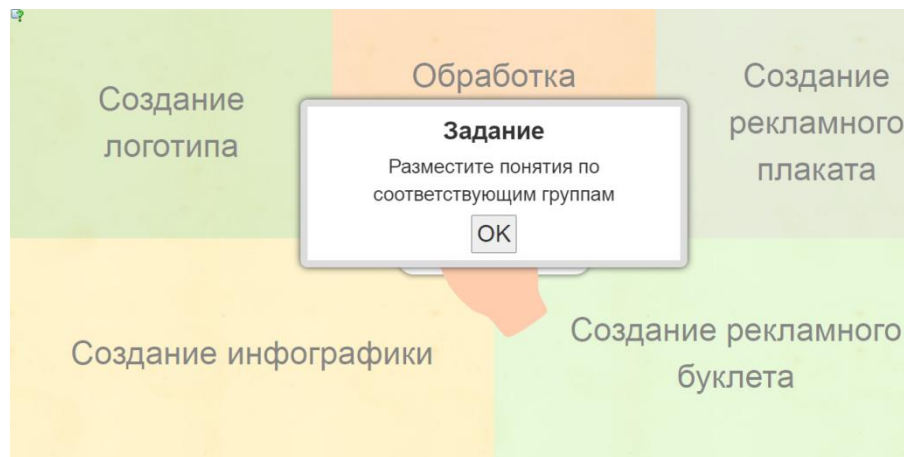 Создание
логотипа
Обработка
Создание
рекламного
плаката
Задание
Разместите понятия по
соответствующим группам
OK
Создание инфографики
Создание рекламного
буклета